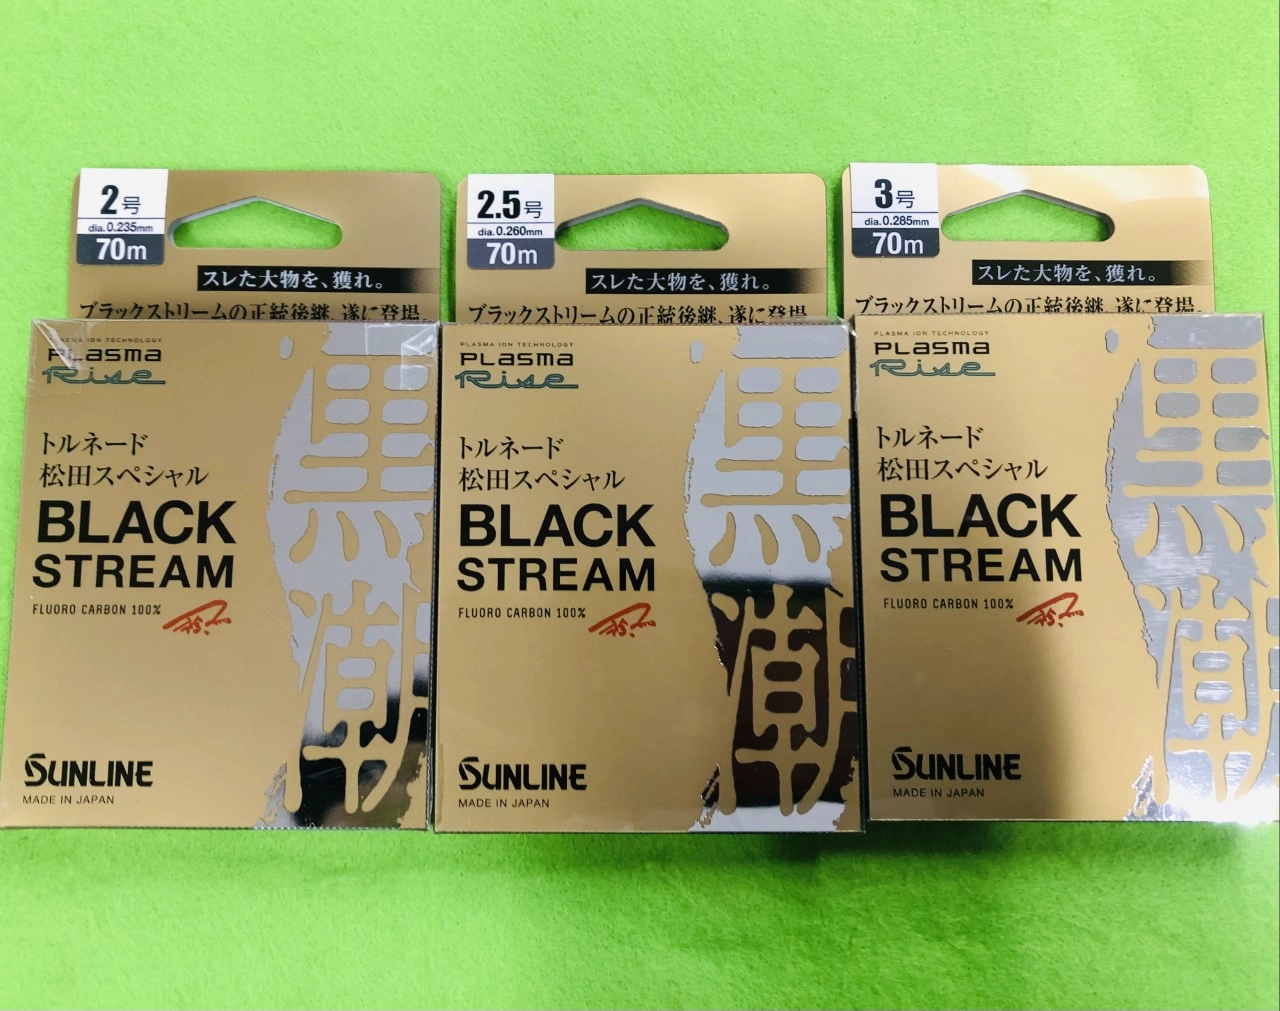 2号
dia.0.235mm
70m
スレた大物を、獲れ。
ブラックストリームの正統後継、遂に登場。
PLASMA ION TECHNOLOGY
PLASMA
Rise
トルネード
松田スペシャル
BLACK
STREAM
FLUORO CARBON 100%
SUNLINE
MADE IN JAPAN
黒潮
2.5号
dia.0.260mm
70m
スレた大物を、獲れ。
ブラックストリームの正統後継、遂に登場。
PLASMA ION TECHNOLOGY
PLASMA
Rise
トルネード
松田スペシャル
BLACK
STREAM
FLUORO CARBON 100%
SUNLINE
MADE IN JAPAN
黒潮
3号
dia.0.285mm
70m
スレた大物を、獲れ。
ブラックストリームの正統後継、遂に登場。
PLASMA ION TECHNOLOGY
PLASMA
Rise
トルネード
松田スペシャル
BLACK
STREAM
FLUORO CARBON 100%
SUNLINE
MADE IN JAPAN
黒潮